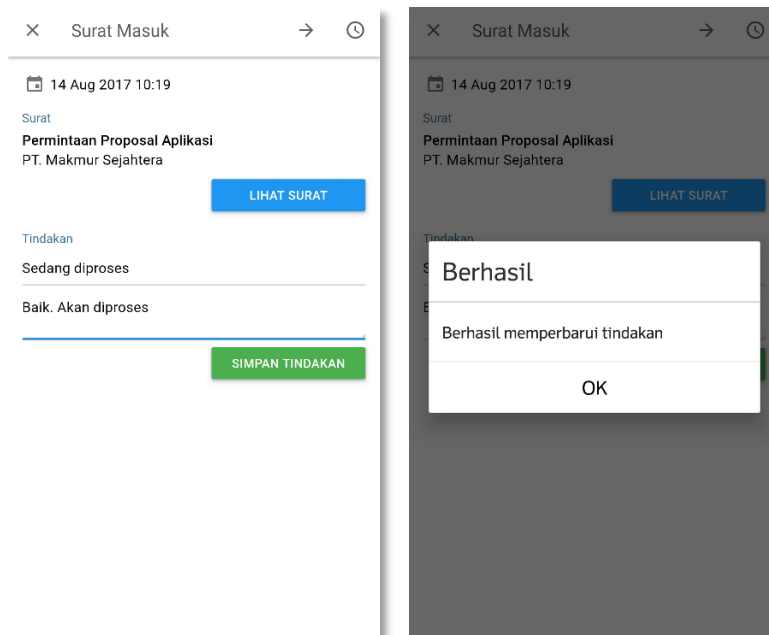 Surat Masuk
14 Aug 2017 10:19
Surat
Permintaan Proposal Aplikasi
PT. Makmur Sejahtera
LIHAT SURAT
Tindakan
Sedang diproses
Baik. Akan diproses
SIMPAN TINDAKAN
Surat Masuk
14 Aug 2017 10:19
Surat
Permintaan Proposal Aplikasi
PT. Makmur Sejahtera
LIHAT SURAT
Tindakan
Berhasil
Berhasil memperbarui tindakan
OK